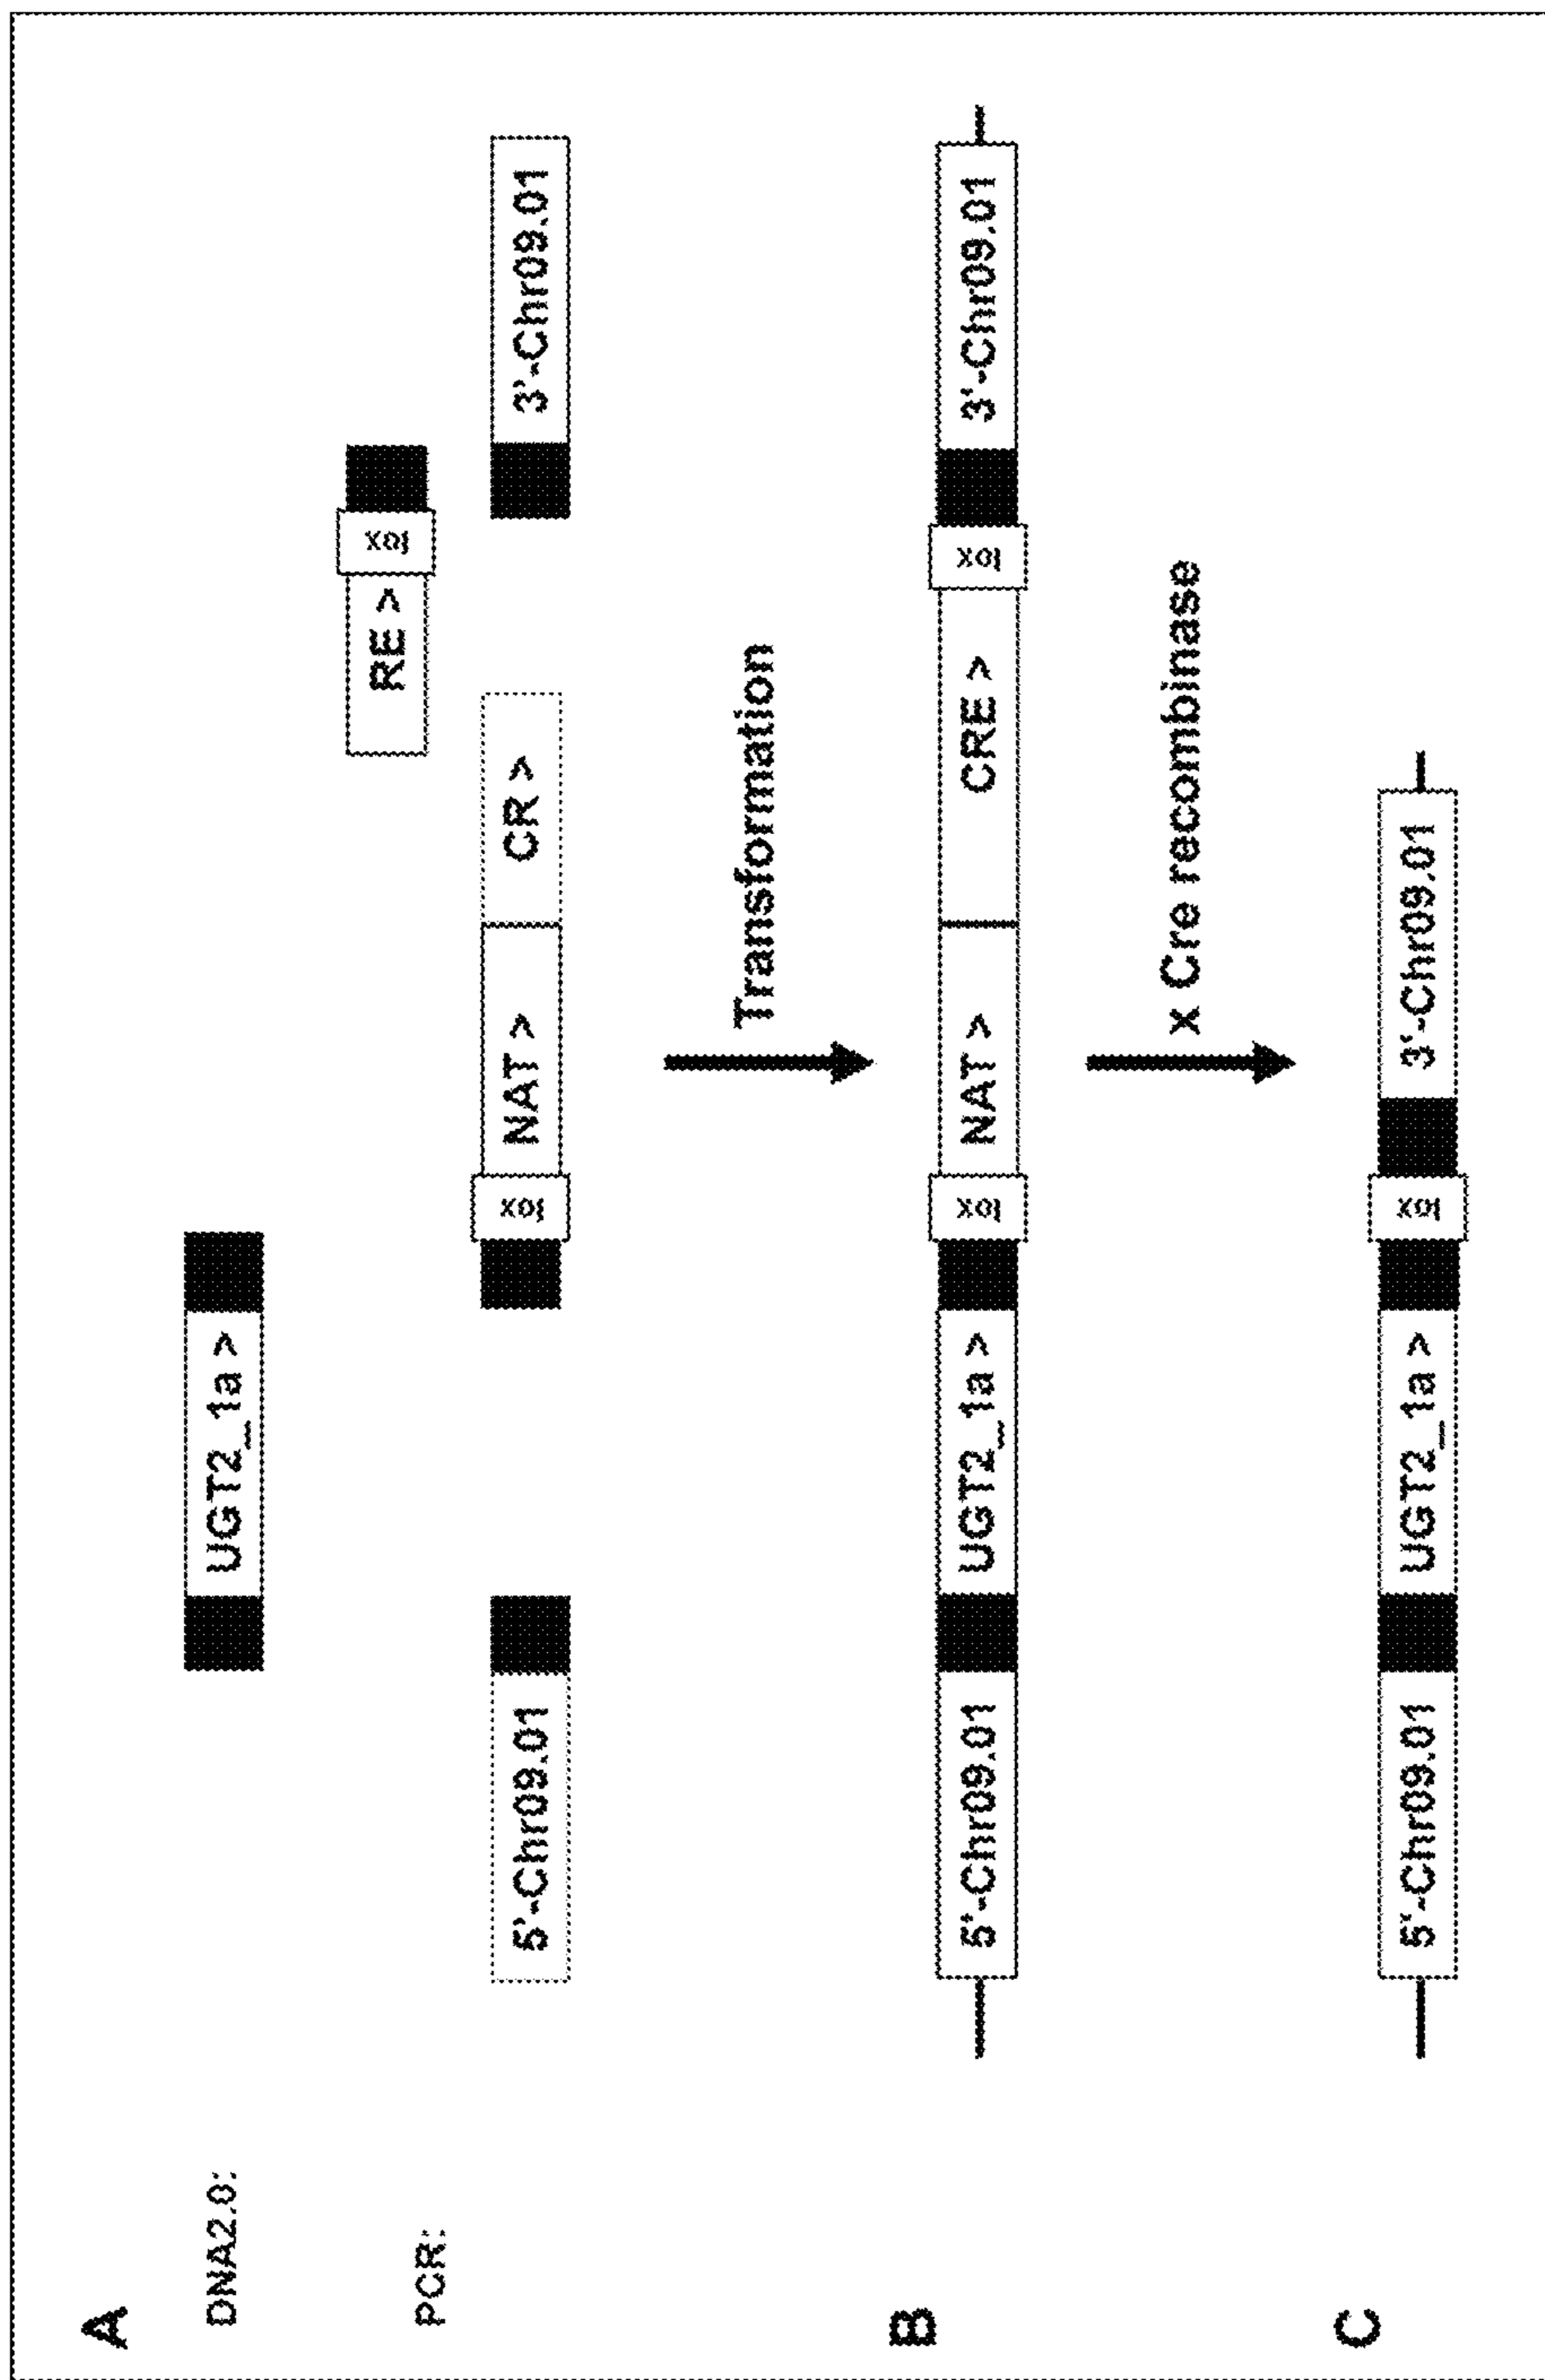 A
DNA2.0:
UGT2_1a >
RE >
lox
PCR:
5'-Chr09.01
lox
NAT >
CR >
3'-Chr09.01
Transformation
B
5'-Chr09.01
UGT2_1a >
lox
NAT >
CRE >
lox
3'-Chr09.01
x Cre recombinase
C
5'-Chr09.01
UGT2_1a >
lox
3'-Chr09.01